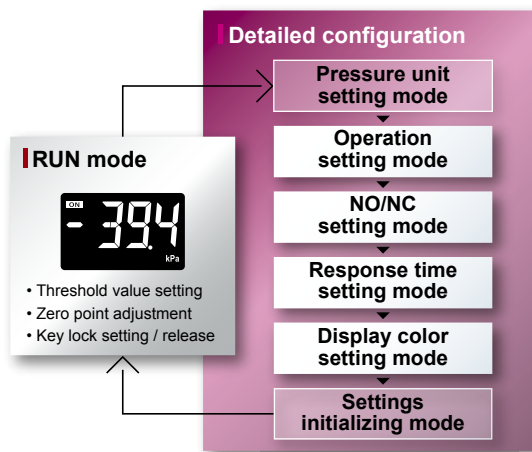 Detailed configuration
Pressure unit
setting mode
Operation
setting mode
NO/NC
setting mode
Response time
setting mode
Display color
setting mode
Settings
initializing mode
RUN mode
ON
-39.4
kPa
• Threshold value setting
• Zero point adjustment
• Key lock setting / release